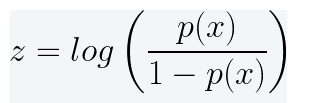 z = log ( p(x) / 1 − p(x) )